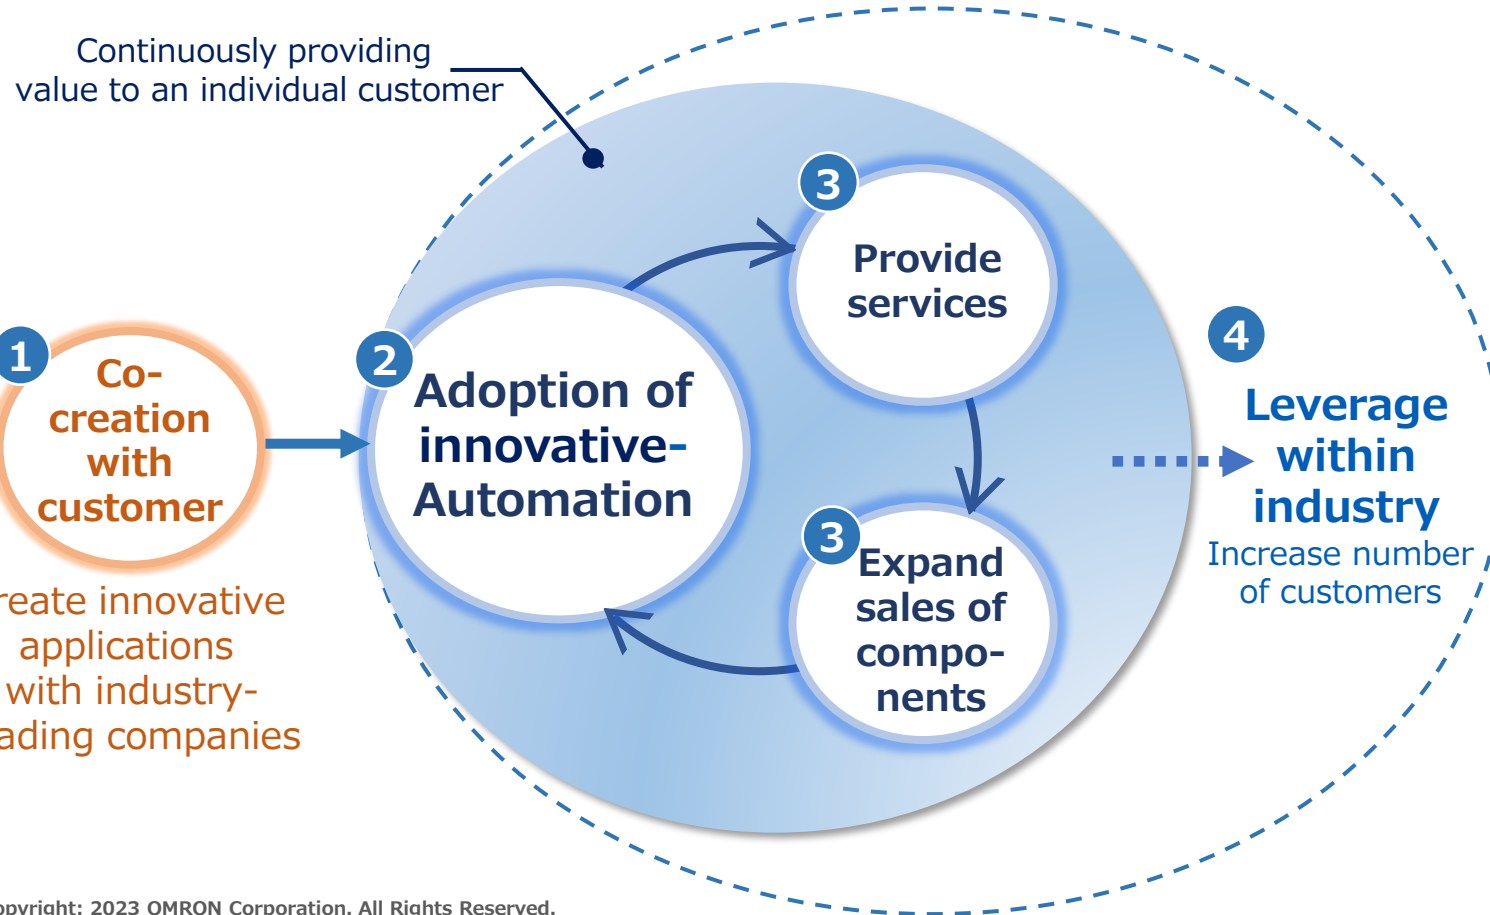 Continuously providing
value to an individual customer
1
Co-
creation
with
customer
reate innovative
applications
with industry-
ading companies
2
Adoption of
innovative-
Automation
3
Provide
services
3
Expand
sales of
compo-
nents
4
Leverage
within
industry
Increase number
of customers
opyright: 2023 OMRON Corporation. All Rights Reserved.